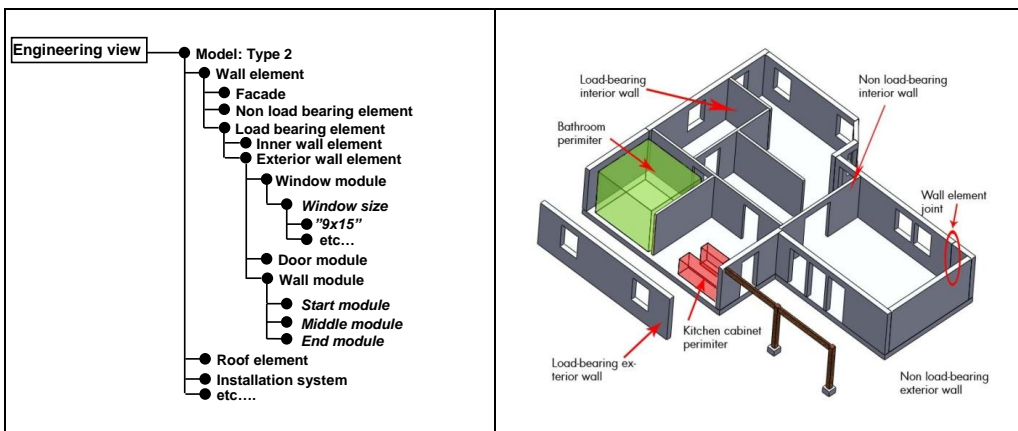 Engineering view
Model: Type 2
Wall element
Facade
Non load bearing element
Load bearing element
Inner wall element
Exterior wall element
Window module
Window size
”9x15”
etc…
Door module
Wall module
Start module
Middle module
End module
Roof element
Installation system
etc….
Load-bearing
interior wall
Non load-bearing
interior wall
Bathroom
perimiter
Wall element
joint
Kitchen cabinet
perimiter
Load-bearing ex-
terior wall
Non load-bearing
exterior wall